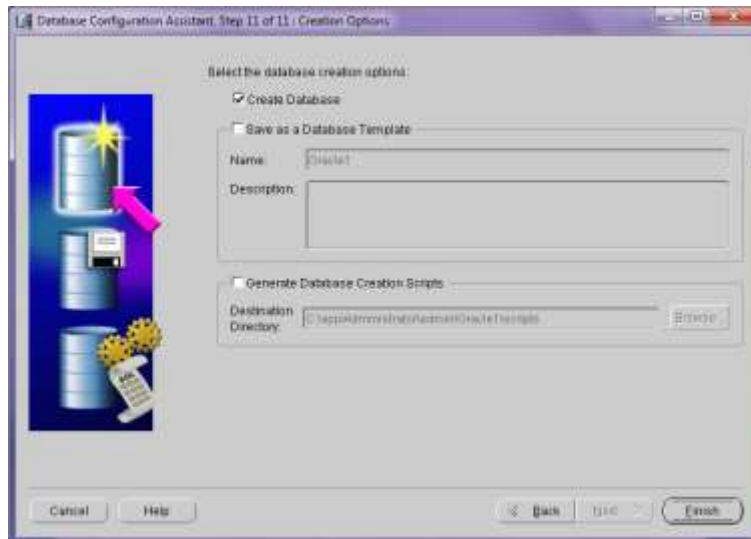 Database Configuration Assistant, Step 11 of 11 : Creation Options
Select the database creation options:
Create Database
Save as a Database Template
Name:
Description:
Generate Database Creation Scripts
Destination
Directory:
Browse...
Cancel
Help
Back
Next
Finish